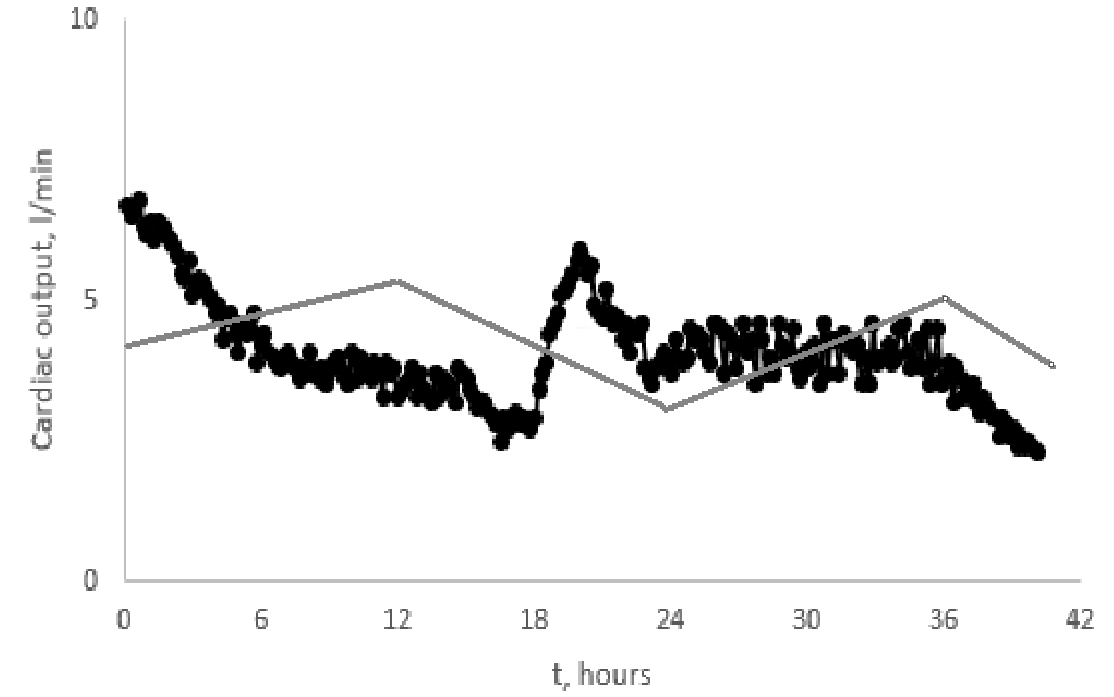 10
5
0
Cardiac output, l/min
0 6 12 18 24 30 36 42
t, hours